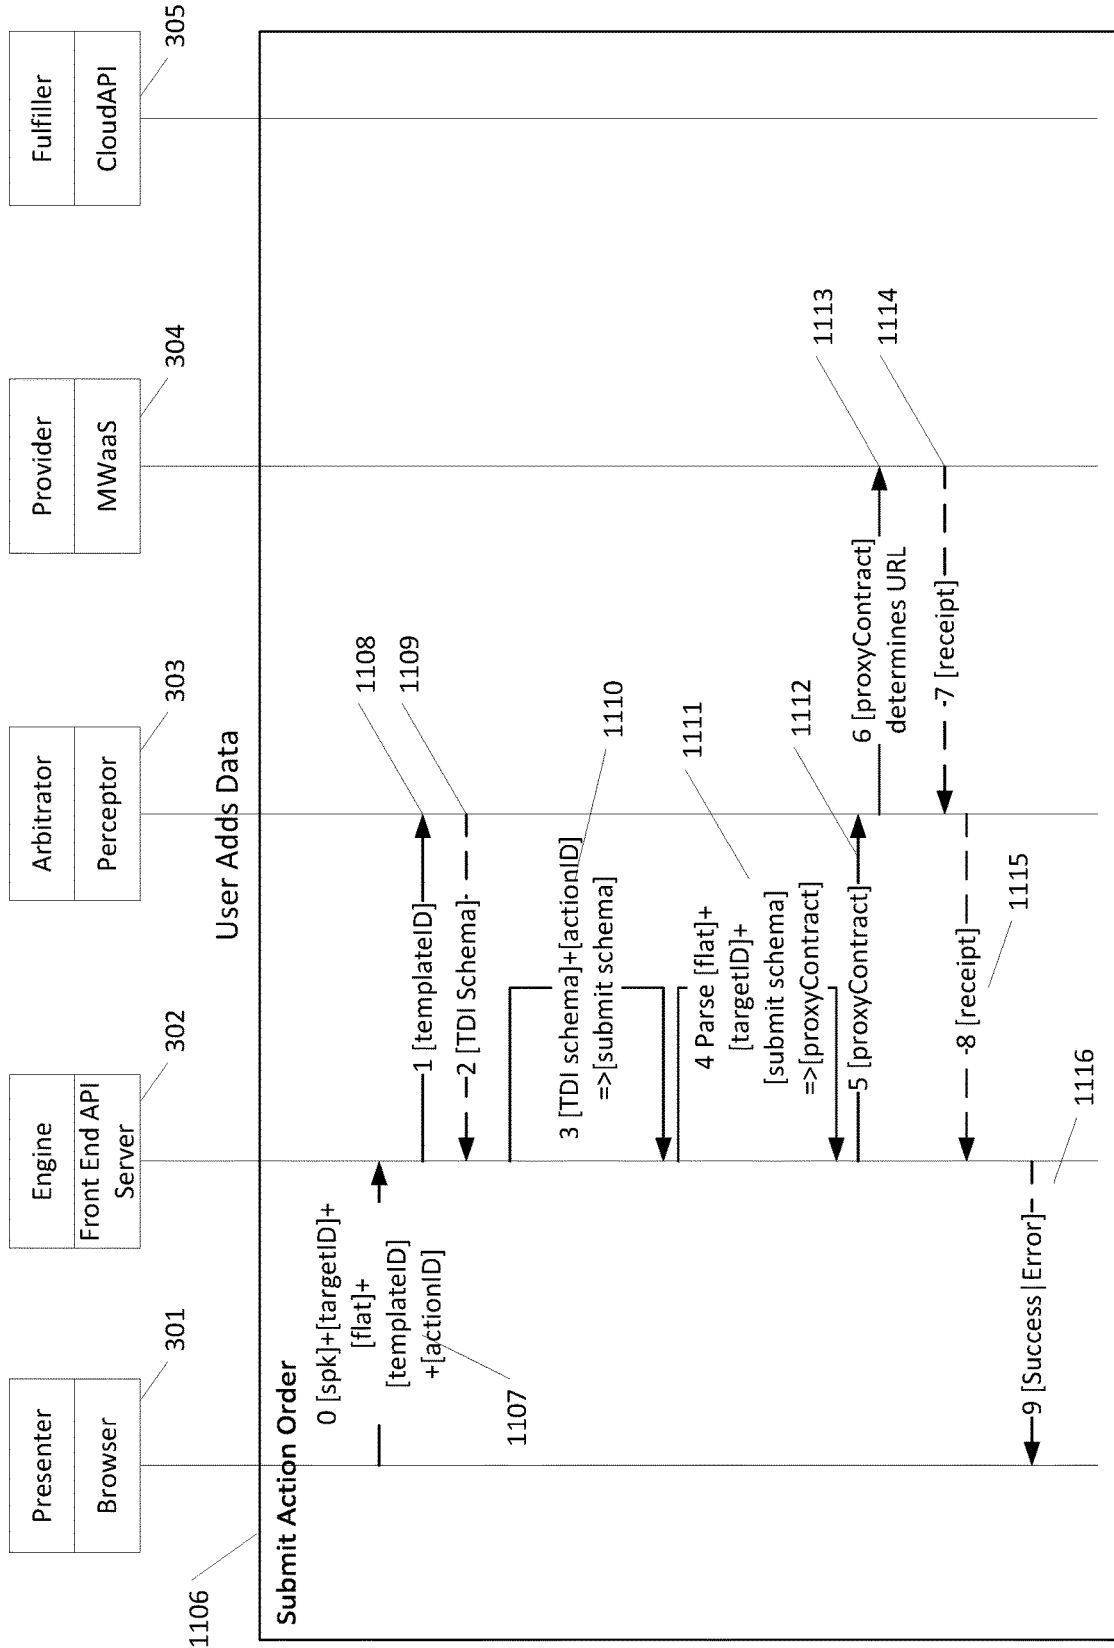 Presenter
Browser
301
Engine
Front End API
Server
302
Arbitrator
Perceptor
303
Provider
MWaaS
304
Fulfiller
CloudAPI
305
User Adds Data
1106
Submit Action Order
0 [spk]+[targetID]+
[flat]+
[templateID]
+[actionID]
1107
1 [templateID]
1108
2 [TDI Schema]
1109
3 [TDI schema]+[actionID]
=>[submit schema]
1110
4 Parse [flat]+
[targetID]+
[submit schema]
=>[proxyContract]
1111
5 [proxyContract]
1112
6 [proxyContract]
determines URL
1113
7 [receipt]
1114
8 [receipt]
1115
9 [Success|Error]
1116